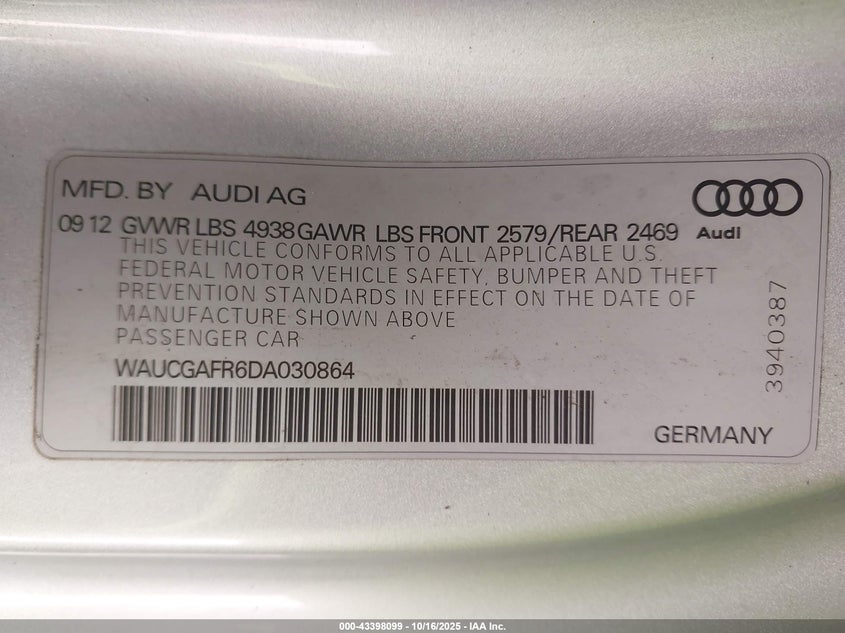 MFD. BY AUDI AG
09 12 GVWR LBS 4938 GAWR LBS FRONT 2579/REAR 2469
Audi
THIS VEHICLE CONFORMS TO ALL APPLICABLE U.S.
FEDERAL MOTOR VEHICLE SAFETY, BUMPER AND THEFT
PREVENTION STANDARDS IN EFFECT ON THE DATE OF
MANUFACTURE SHOWN ABOVE
PASSENGER CAR
WAUCGAFR6DA030864
3940387
GERMANY
000-43398099 - 10/16/2025 - IAA Inc.